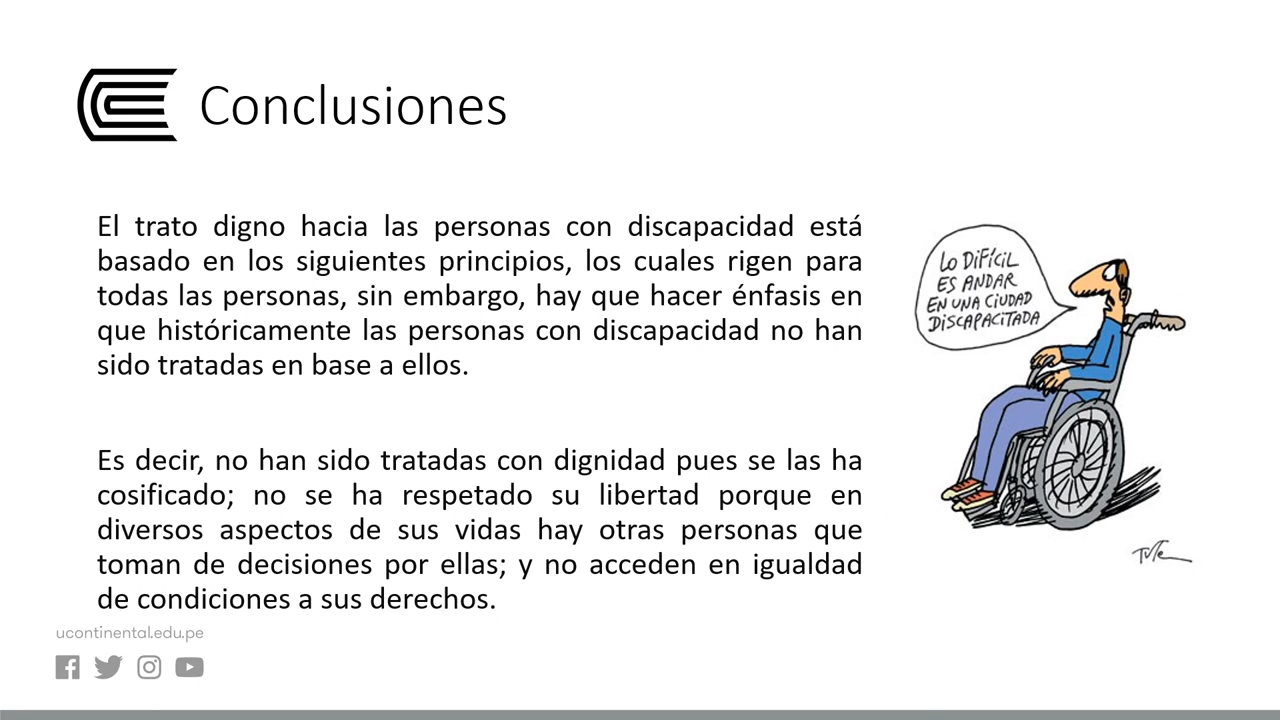 Conclusiones
El trato digno hacia las personas con discapacidad está
basado en los siguientes principios, los cuales rigen para
todas las personas, sin embargo, hay que hacer énfasis en
que históricamente las personas con discapacidad no han
sido tratadas en base a ellos.
Es decir, no han sido tratadas con dignidad pues se las ha
cosificado; no se ha respetado su libertad porque en
diversos aspectos de sus vidas hay otras personas que
toman de decisiones por ellas; y no acceden en igualdad
de condiciones a sus derechos.
LO DIFÍCIL
ES ANDAR
EN UNA CIUDAD
DISCAPACITADA
TUTE
ucontinental.edu.pe